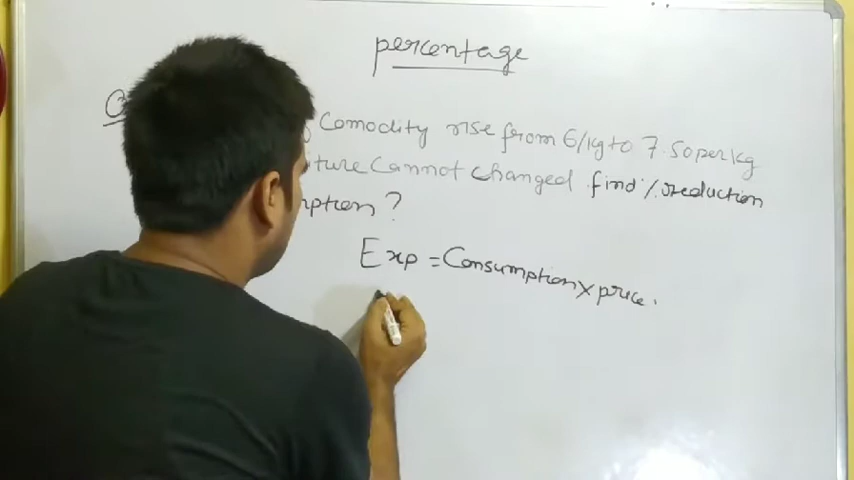 percentage
Comodity rise from 6/kg to 7.50 per kg
iture Cannot changed find % reduction
mption ?
Exp = Consumption x price.